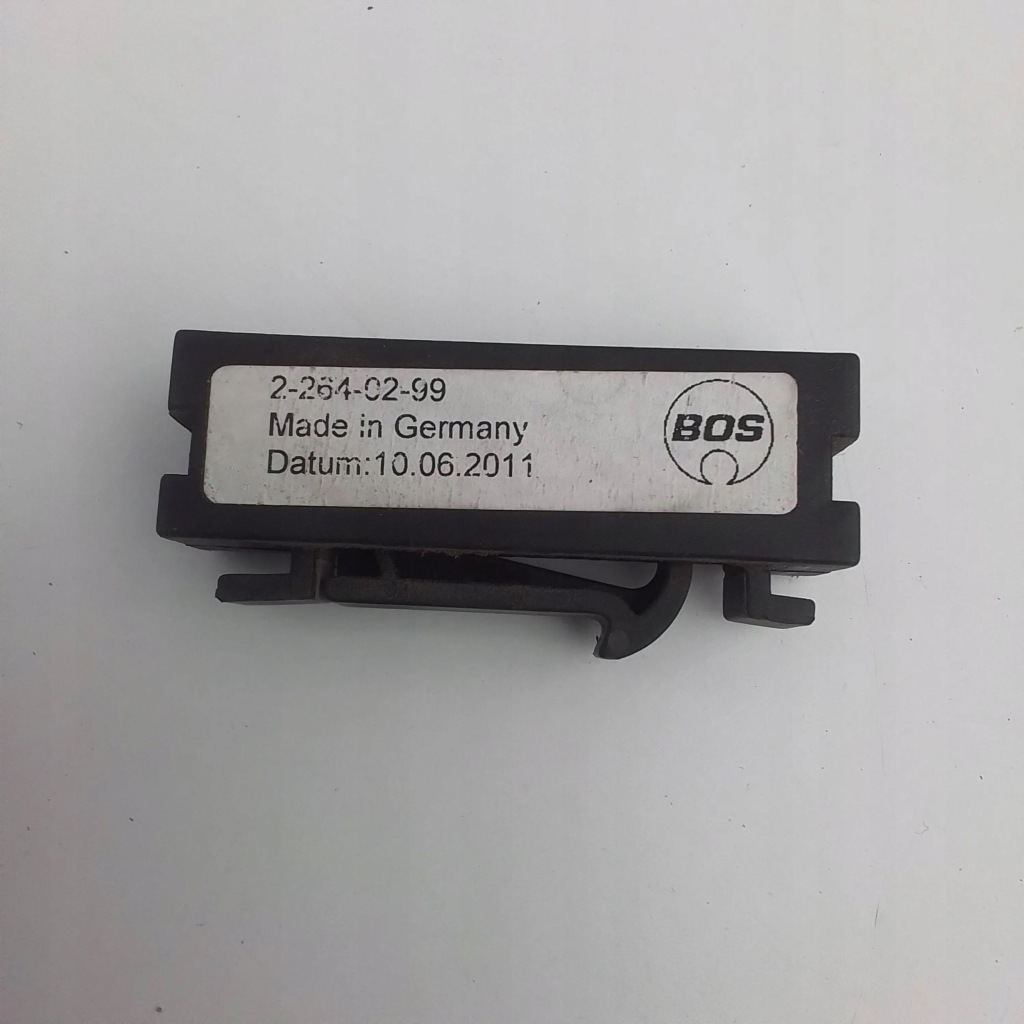 2-264-02-99
Made in Germany
Datum:10.06.2011
BOS